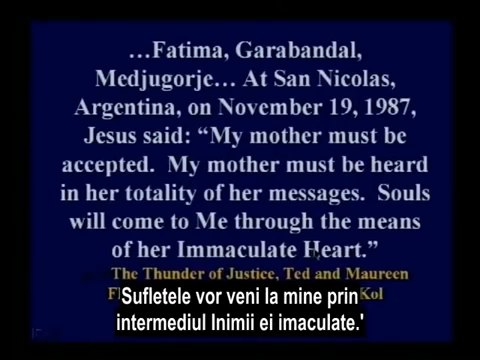 ...Fatima, Garabandal,
Medjugorje... At San Nicolas,
Argentina, on November 19, 1987,
Jesus said: “My mother must be
accepted. My mother must be heard
in her totality of her messages. Souls
will come to Me through the means
of her Immaculate Heart.”
The Thunder of Justice, Ted and Maureen
Kol
Sufletele vor veni la mine prin
intermediul Inimii ei imaculate.'